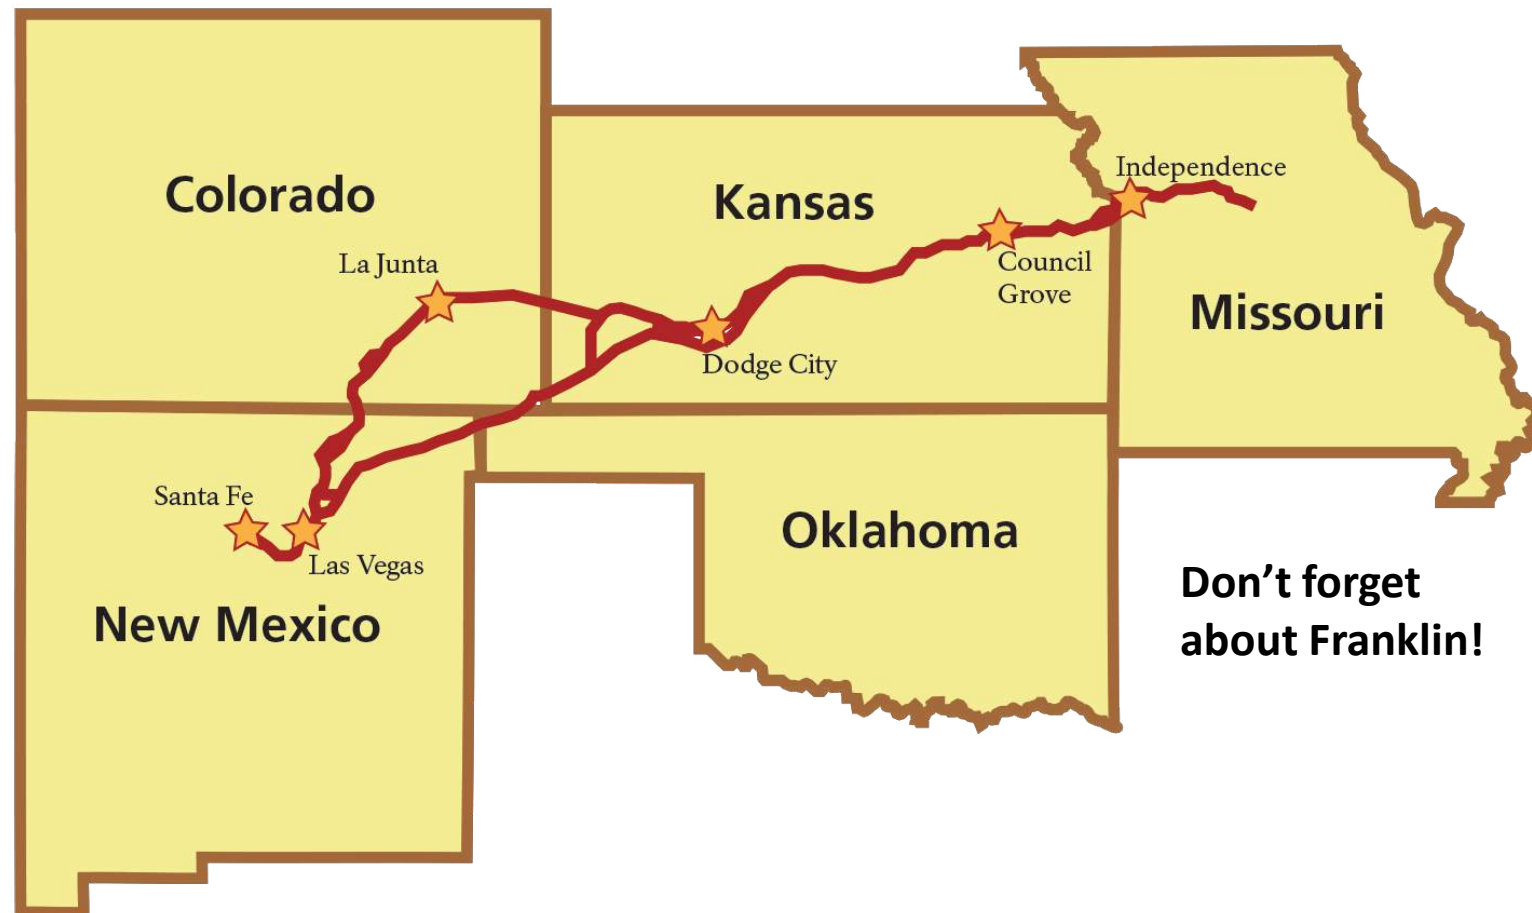 Colorado
Kansas
Independence
La Junta
Council
Grove
Missouri
Dodge City
Santa Fe
Las Vegas
Oklahoma
New Mexico
Don’t forget
about Franklin!